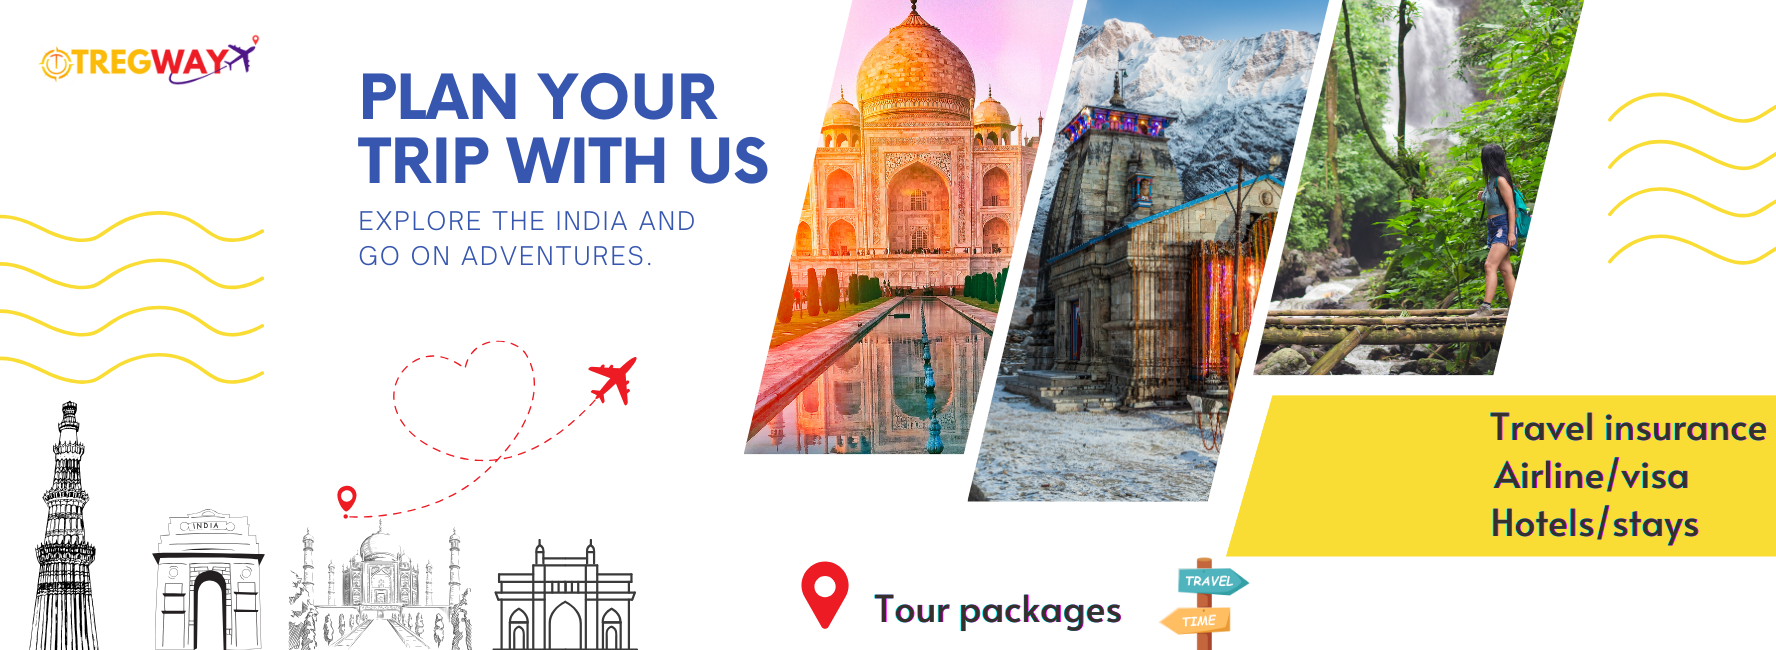 TREGWAY
PLAN YOUR
TRIP WITH US
EXPLORE THE INDIA AND
GO ON ADVENTURES.
INDIA
Travel insurance
Airline/visa
Hotels/stays
Tour packages
TRAVEL
TIME